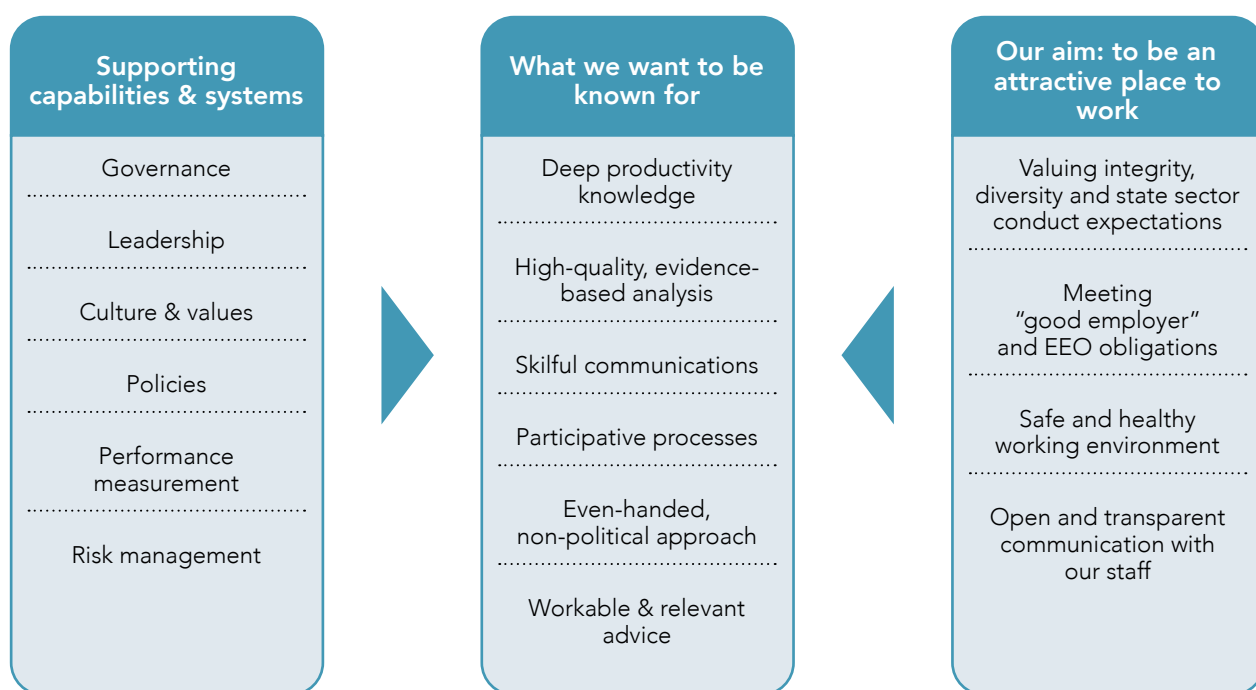 Supporting
capabilities & systems
Governance
Leadership
Culture & values
Policies
Performance
measurement
Risk management
What we want to be
known for
Deep productivity
knowledge
High-quality, evidence-
based analysis
Skilful communications
Participative processes
Even-handed,
non-political approach
Workable & relevant
advice
Our aim: to be an
attractive place to
work
Valuing integrity,
diversity and state sector
conduct expectations
Meeting
“good employer”
and EEO obligations
Safe and healthy
working environment
Open and transparent
communication with
our staff